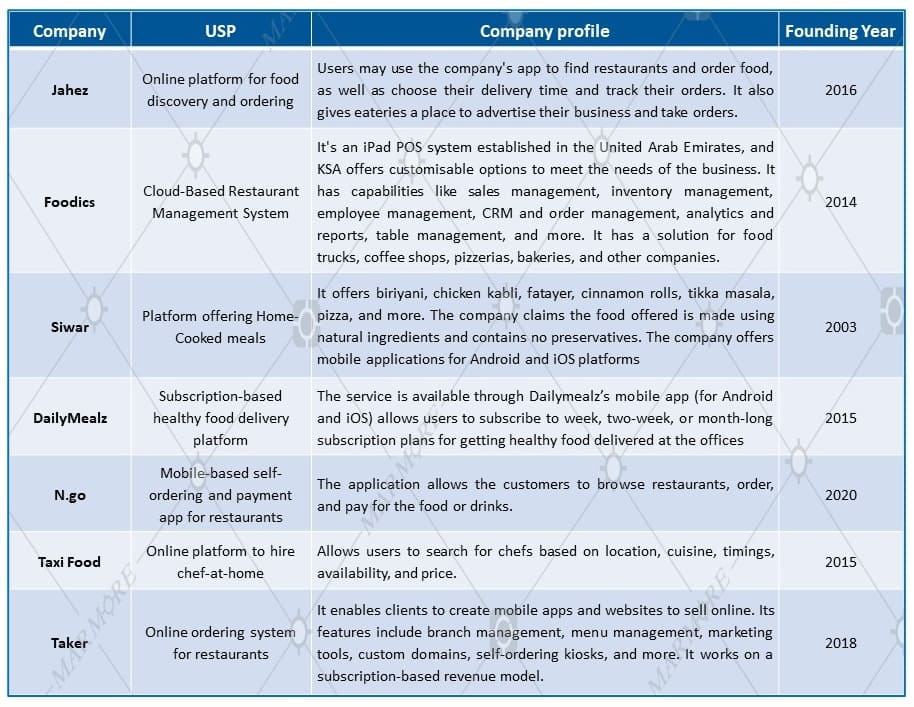 Company USP Company profile Founding Year
Jahez
Online platform for food
discovery and ordering
Users may use the company's app to find restaurants and order food,
as well as choose their delivery time and track their orders. It also
gives eateries a place to advertise their business and take orders.
2016
Foodics
Cloud-Based Restaurant
Management System
It's an iPad POS system established in the United Arab Emirates, and
KSA offers customisable options to meet the needs of the business. It
has capabilities like sales management, inventory management,
employee management, CRM and order management, analytics and
reports, table management, and more. It has a solution for food
trucks, coffee shops, pizzerias, bakeries, and other companies.
2014
Siwar
Platform offering Home-
Cooked meals
It offers biriyani, chicken kabli, fatayer, cinnamon rolls, tikka masala,
pizza, and more. The company claims the food offered is made using
natural ingredients and contains no preservatives. The company offers
mobile applications for Android and iOS platforms
2003
DailyMealz
Subscription-based
healthy food delivery
platform
The service is available through Dailymealz’s mobile app (for Android
and iOS) allows users to subscribe to week, two-week, or month-long
subscription plans for getting healthy food delivered at the offices
2015
N.go
Mobile-based self-
ordering and payment
app for restaurants
The application allows the customers to browse restaurants, order,
and pay for the food or drinks.
2020
Taxi Food
Online platform to hire
chef-at-home
Allows users to search for chefs based on location, cuisine, timings,
availability, and price.
2015
Taker
Online ordering system
for restaurants
It enables clients to create mobile apps and websites to sell online. Its
features include branch management, menu management, marketing
tools, custom domains, self-ordering kiosks, and more. It works on a
subscription-based revenue model.
2018
MARMORE
MARMORE
MARMORE